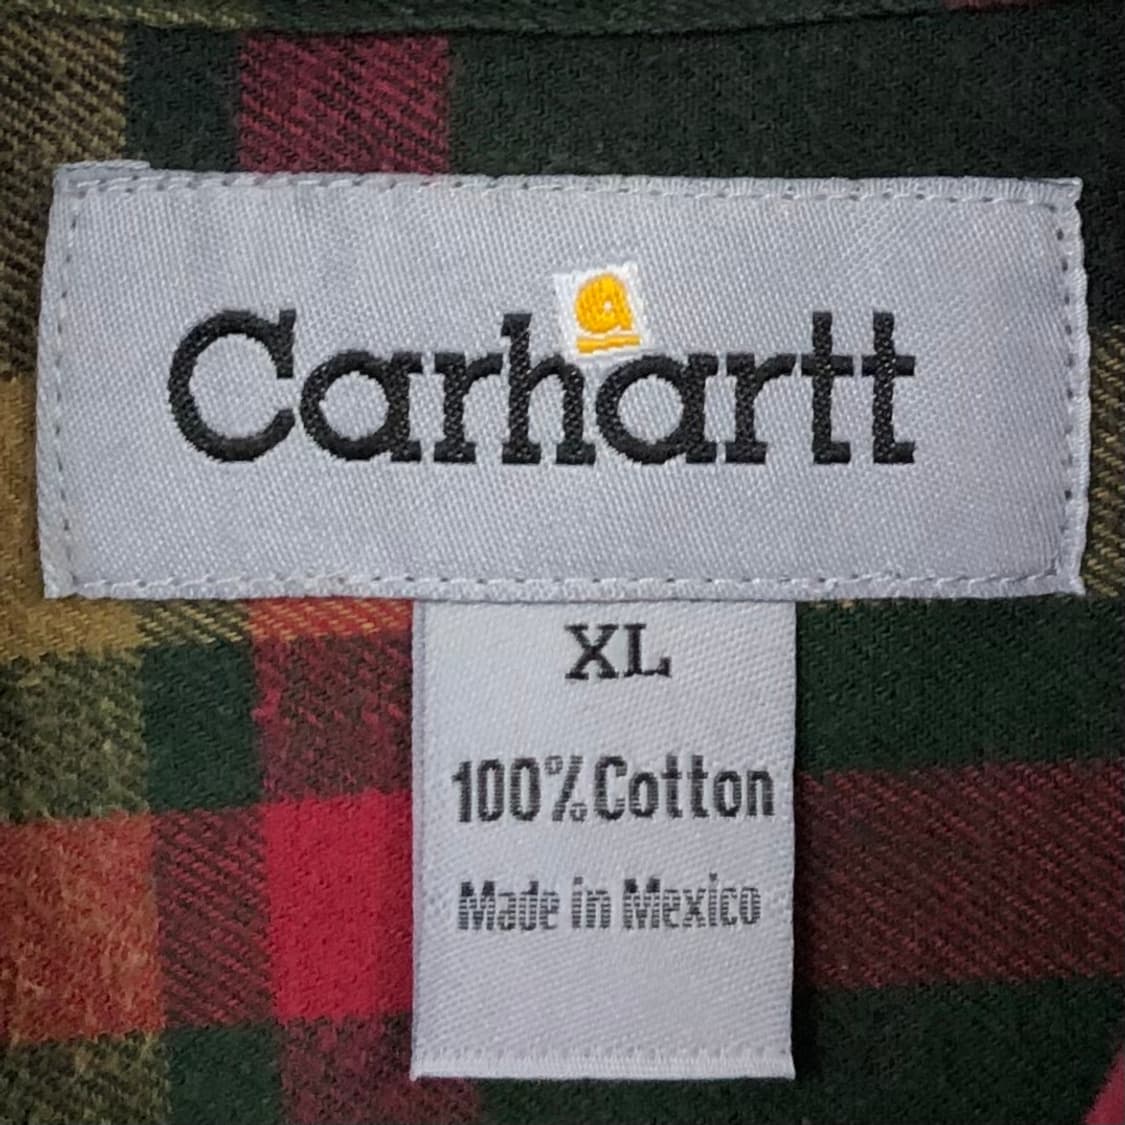 Carhartt
XL
100% Cotton
Made in Mexico